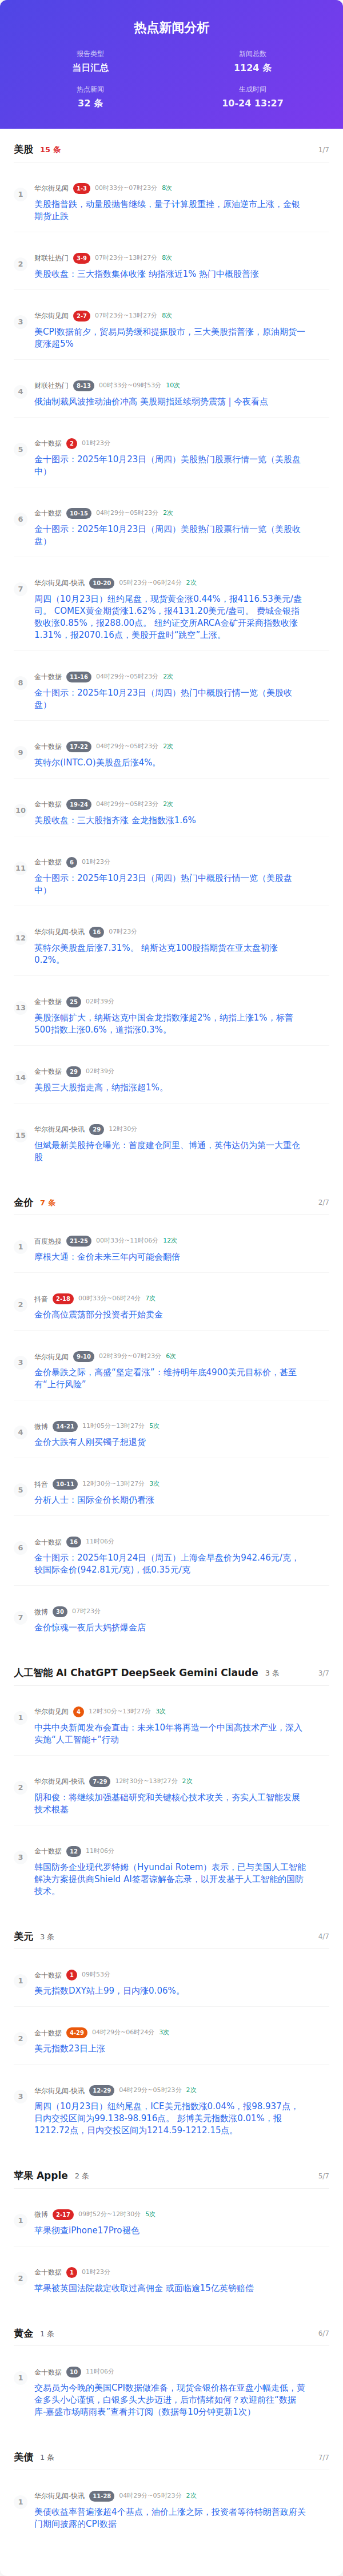 热点新闻分析
报告类型
新闻总数
当日汇总
1124 条
热点新闻
生成时间
32 条
10-24 13:27
美股 15 条 1/7
1
华尔街见闻 1-3 00时33分~07时23分 8次
美股指普跌，动量股抛售继续，量子计算股重挫，原油逆市上涨，金银
期货止跌
2
财联社热门 3-9 07时23分~13时27分 8次
美股收盘：三大指数集体收涨 纳指涨近1% 热门中概股普涨
3
华尔街见闻 2-7 07时23分~13时27分 8次
美CPI数据前夕，贸易局势缓和提振股市，三大美股指普涨，原油期货一
度涨超5%
4
财联社热门 8-13 00时33分~09时53分 10次
俄油制裁风波推动油价冲高 美股期指延续弱势震荡 | 今夜看点
5
金十数据 2 01时23分
金十图示：2025年10月23日（周四）美股热门股票行情一览（美股盘
中）
6
金十数据 10-15 04时29分~05时23分 2次
金十图示：2025年10月23日（周四）美股热门股票行情一览（美股收
盘）
7
华尔街见闻-快讯 10-20 05时23分~06时24分 2次
周四（10月23日）纽约尾盘，现货黄金涨0.44%，报4116.53美元/盎
司。 COMEX黄金期货涨1.62%，报4131.20美元/盎司。 费城金银指
数收涨0.85%，报288.00点。 纽约证交所ARCA金矿开采商指数收涨
1.31%，报2070.16点，美股开盘时“跳空”上涨。
8
金十数据 11-16 04时29分~05时23分 2次
金十图示：2025年10月23日（周四）热门中概股行情一览（美股收
盘）
9
金十数据 17-22 04时29分~05时23分 2次
英特尔(INTC.O)美股盘后涨4%。
10
金十数据 19-24 04时29分~05时23分 2次
美股收盘：三大股指齐涨 金龙指数涨1.6%
11
金十数据 6 01时23分
金十图示：2025年10月23日（周四）热门中概股行情一览（美股盘
中）
12
华尔街见闻-快讯 16 07时23分
英特尔美股盘后涨7.31%。 纳斯达克100股指期货在亚太盘初涨
0.2%。
13
金十数据 25 02时39分
美股涨幅扩大，纳斯达克中国金龙指数涨超2%，纳指上涨1%，标普
500指数上涨0.6%，道指涨0.3%。
14
金十数据 29 02时39分
美股三大股指走高，纳指涨超1%。
15
华尔街见闻-快讯 29 12时30分
但斌最新美股持仓曝光：首度建仓阿里、博通，英伟达仍为第一大重仓
股
金价 7 条 2/7
1
百度热搜 21-25 00时33分~11时06分 12次
摩根大通：金价未来三年内可能会翻倍
2
抖音 2-18 00时33分~06时24分 7次
金价高位震荡部分投资者开始卖金
3
华尔街见闻 9-10 02时39分~07时23分 6次
金价暴跌之际，高盛“坚定看涨”：维持明年底4900美元目标价，甚至
有“上行风险”
4
微博 14-21 11时05分~13时27分 5次
金价大跌有人刚买镯子想退货
5
抖音 10-11 12时30分~13时27分 3次
分析人士：国际金价长期仍看涨
6
金十数据 16 11时06分
金十图示：2025年10月24日（周五）上海金早盘价为942.46元/克，
较国际金价(942.81元/克)，低0.35元/克
7
微博 30 07时23分
金价惊魂一夜后大妈挤爆金店
人工智能 AI ChatGPT DeepSeek Gemini Claude 3 条 3/7
1
华尔街见闻 4 12时30分~13时27分 3次
中共中央新闻发布会直击：未来10年将再造一个中国高技术产业，深入
实施“人工智能+”行动
2
华尔街见闻-快讯 7-29 12时30分~13时27分 2次
阴和俊：将继续加强基础研究和关键核心技术攻关，夯实人工智能发展
技术根基
3
金十数据 12 11时06分
韩国防务企业现代罗特姆（Hyundai Rotem）表示，已与美国人工智能
解决方案提供商Shield AI签署谅解备忘录，以开发基于人工智能的国防
技术。
美元 3 条 4/7
1
金十数据 1 09时53分
美元指数DXY站上99，日内涨0.06%。
2
金十数据 4-29 04时29分~06时24分 3次
美元指数23日上涨
3
华尔街见闻-快讯 12-29 04时29分~05时23分 2次
周四（10月23日）纽约尾盘，ICE美元指数涨0.04%，报98.937点，
日内交投区间为99.138-98.916点。 彭博美元指数涨0.01%，报
1212.72点，日内交投区间为1214.59-1212.15点。
苹果 Apple 2 条 5/7
1
微博 2-17 09时52分~12时30分 5次
苹果彻查iPhone17Pro褪色
2
金十数据 1 01时23分
苹果被英国法院裁定收取过高佣金 或面临逾15亿英镑赔偿
黄金 1 条 6/7
1
金十数据 10 11时06分
交易员为今晚的美国CPI数据做准备，现货金银价格在亚盘小幅走低，黄
金多头小心谨慎，白银多头大步迈进，后市情绪如何？欢迎前往“数据
库-嘉盛市场晴雨表”查看并订阅（数据每10分钟更新1次）
美债 1 条 7/7
1
华尔街见闻-快讯 11-28 04时29分~05时23分 2次
美债收益率普遍涨超4个基点，油价上涨之际，投资者等待特朗普政府关
门期间披露的CPI数据